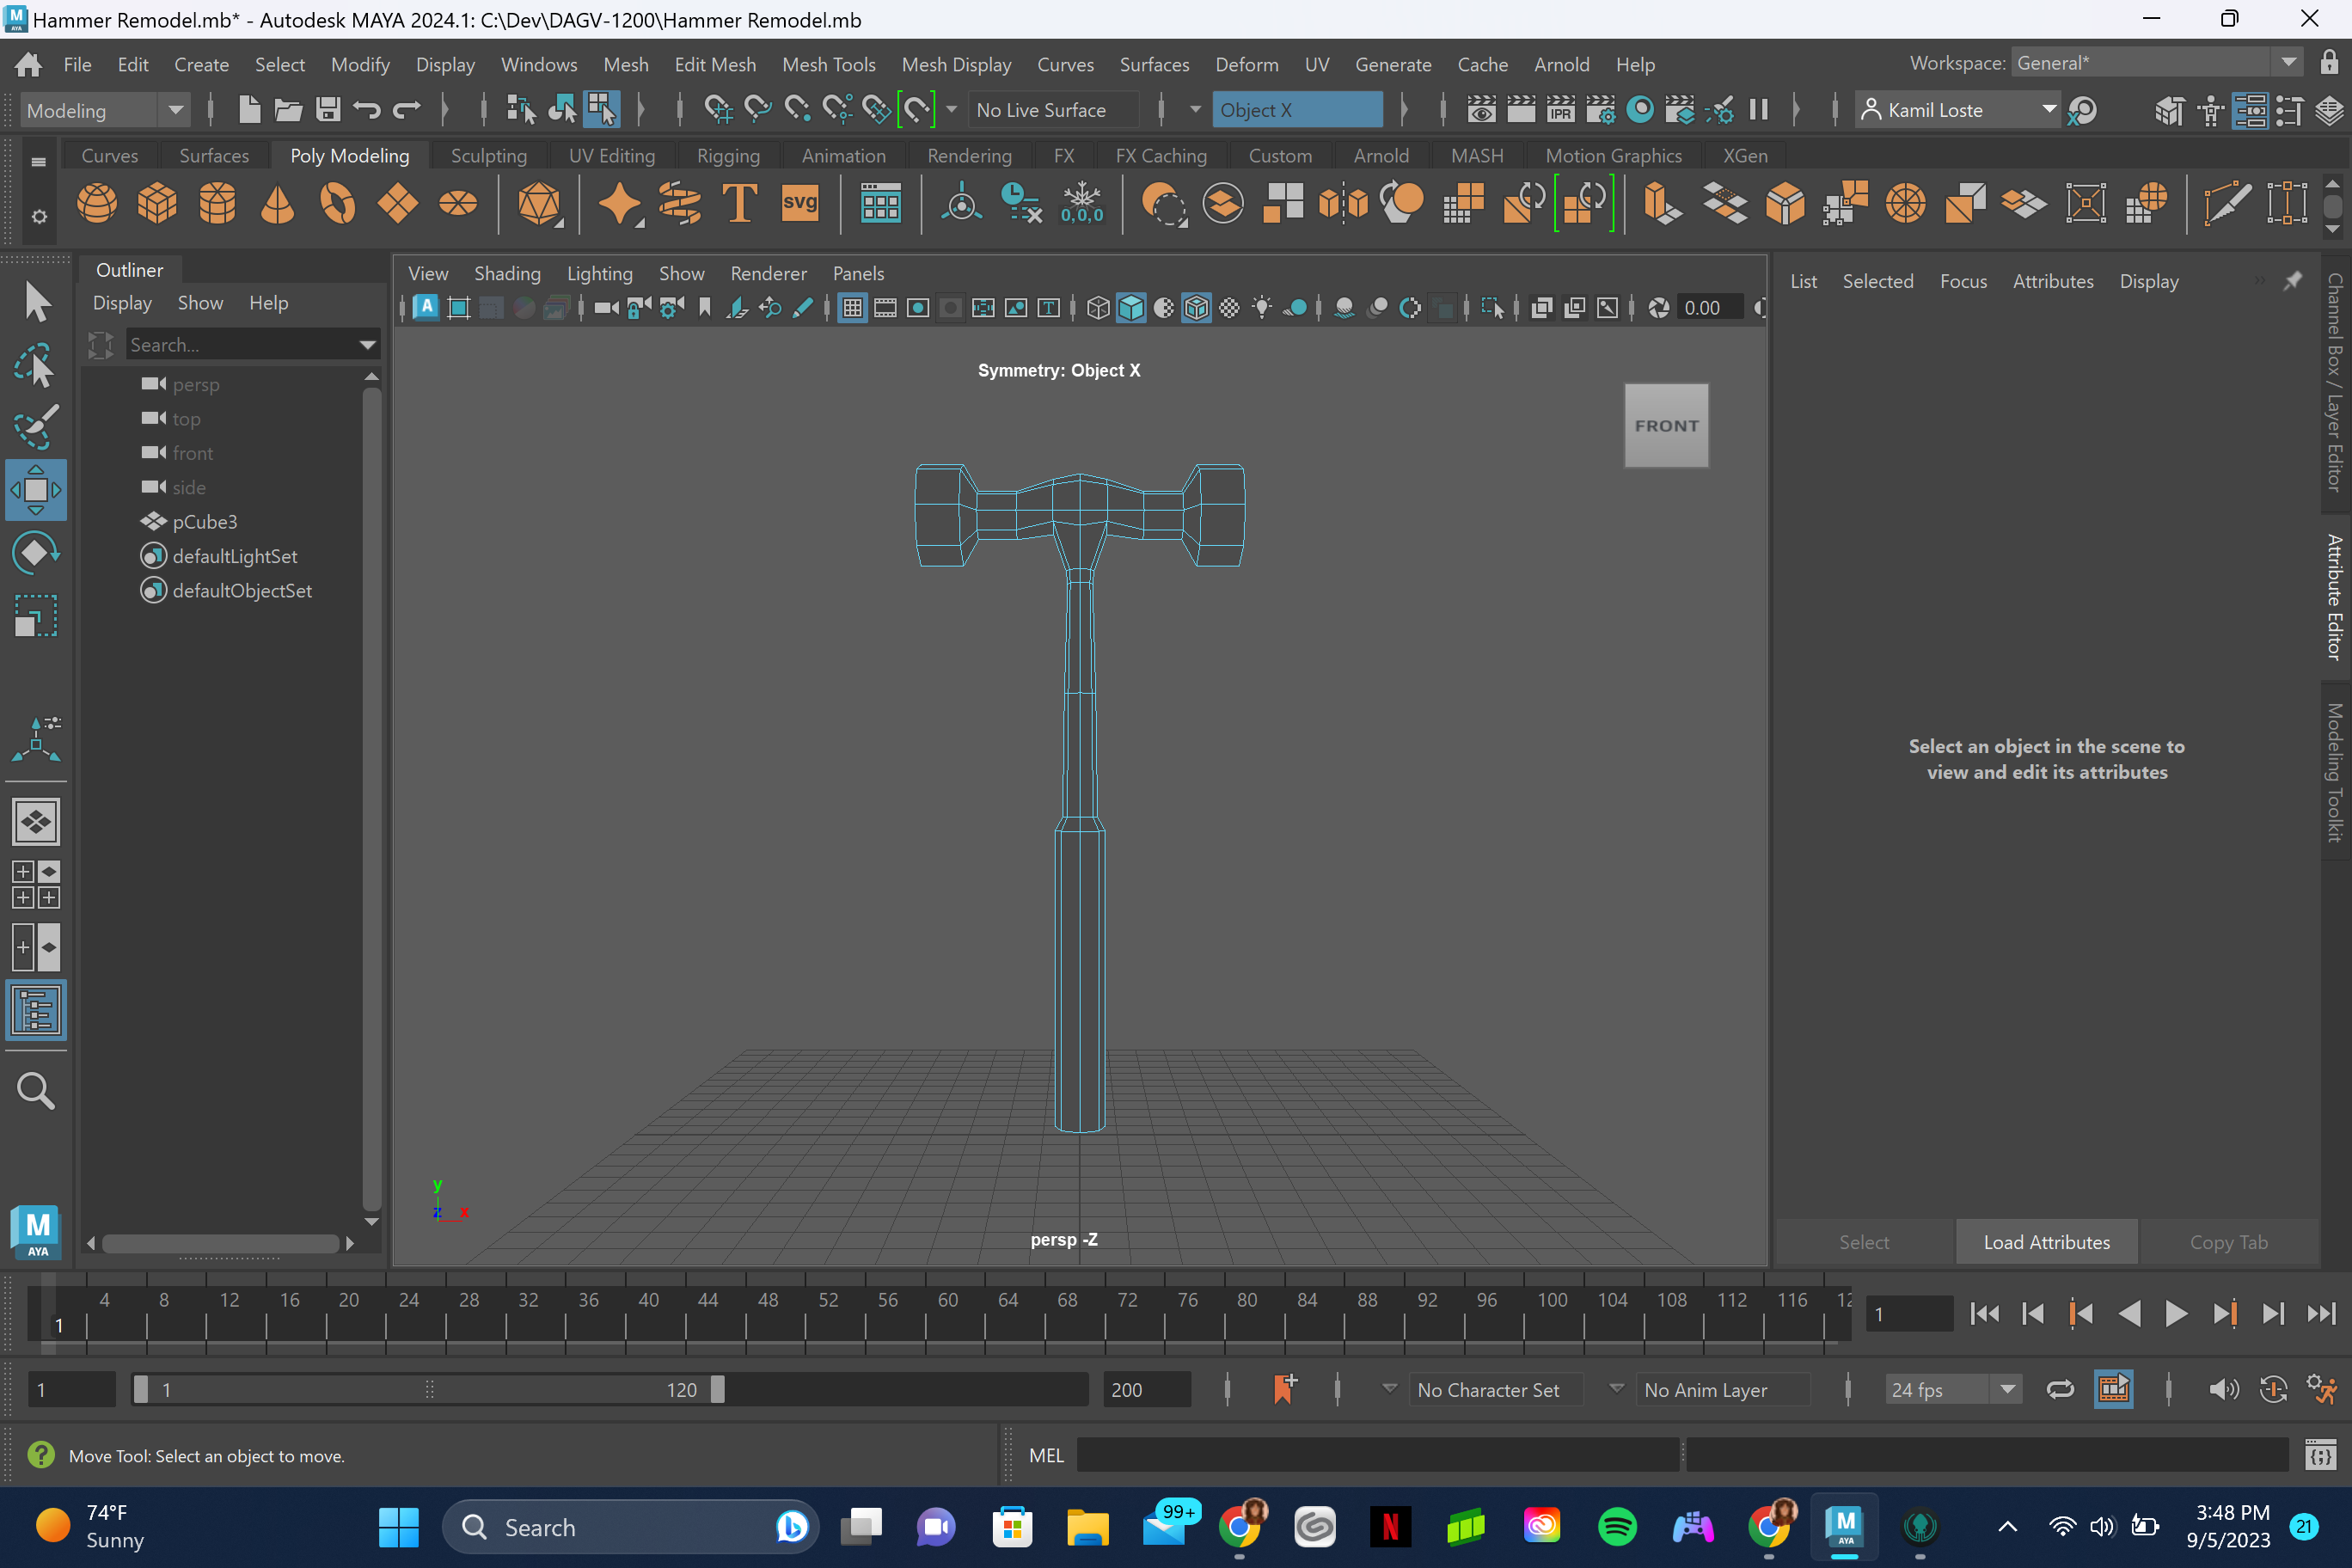 Hammer Remodel.mb* - Autodesk MAYA 2024.1: C:\Dev\DAGV-1200\Hammer Remodel.mb
File Edit Create Select Modify Display Windows Mesh Edit Mesh Mesh Tools Mesh Display Curves Surfaces Deform UV Generate Cache Arnold Help Workspace: General*
Modeling No Live Surface Object X IPR Kamil Loste
Curves Surfaces Poly Modeling Sculpting UV Editing Rigging Animation Rendering FX FX Caching Custom Arnold MASH Motion Graphics XGen
T svg 0,0,0
Outliner
Display Show Help
Search...
persp
top
front
side
pCube3
defaultLightSet
defaultObjectSet
View Shading Lighting Show Renderer Panels
A T 0.00
Symmetry: Object X
FRONT
y
z x
persp -Z
List Selected Focus Attributes Display
Select an object in the scene to
view and edit its attributes
Select Load Attributes Copy Tab
Channel Box / Layer Editor
Attribute Editor
Modeling Toolkit
M
AYA
4 8 12 16 20 24 28 32 36 40 44 48 52 56 60 64 68 72 76 80 84 88 92 96 100 104 108 112 116 12
1 1
1 1 120 200 No Character Set No Anim Layer 24 fps
Move Tool: Select an object to move. MEL
74°F
Sunny
Search
99+
N
M
AYA
3:48 PM
9/5/2023
21